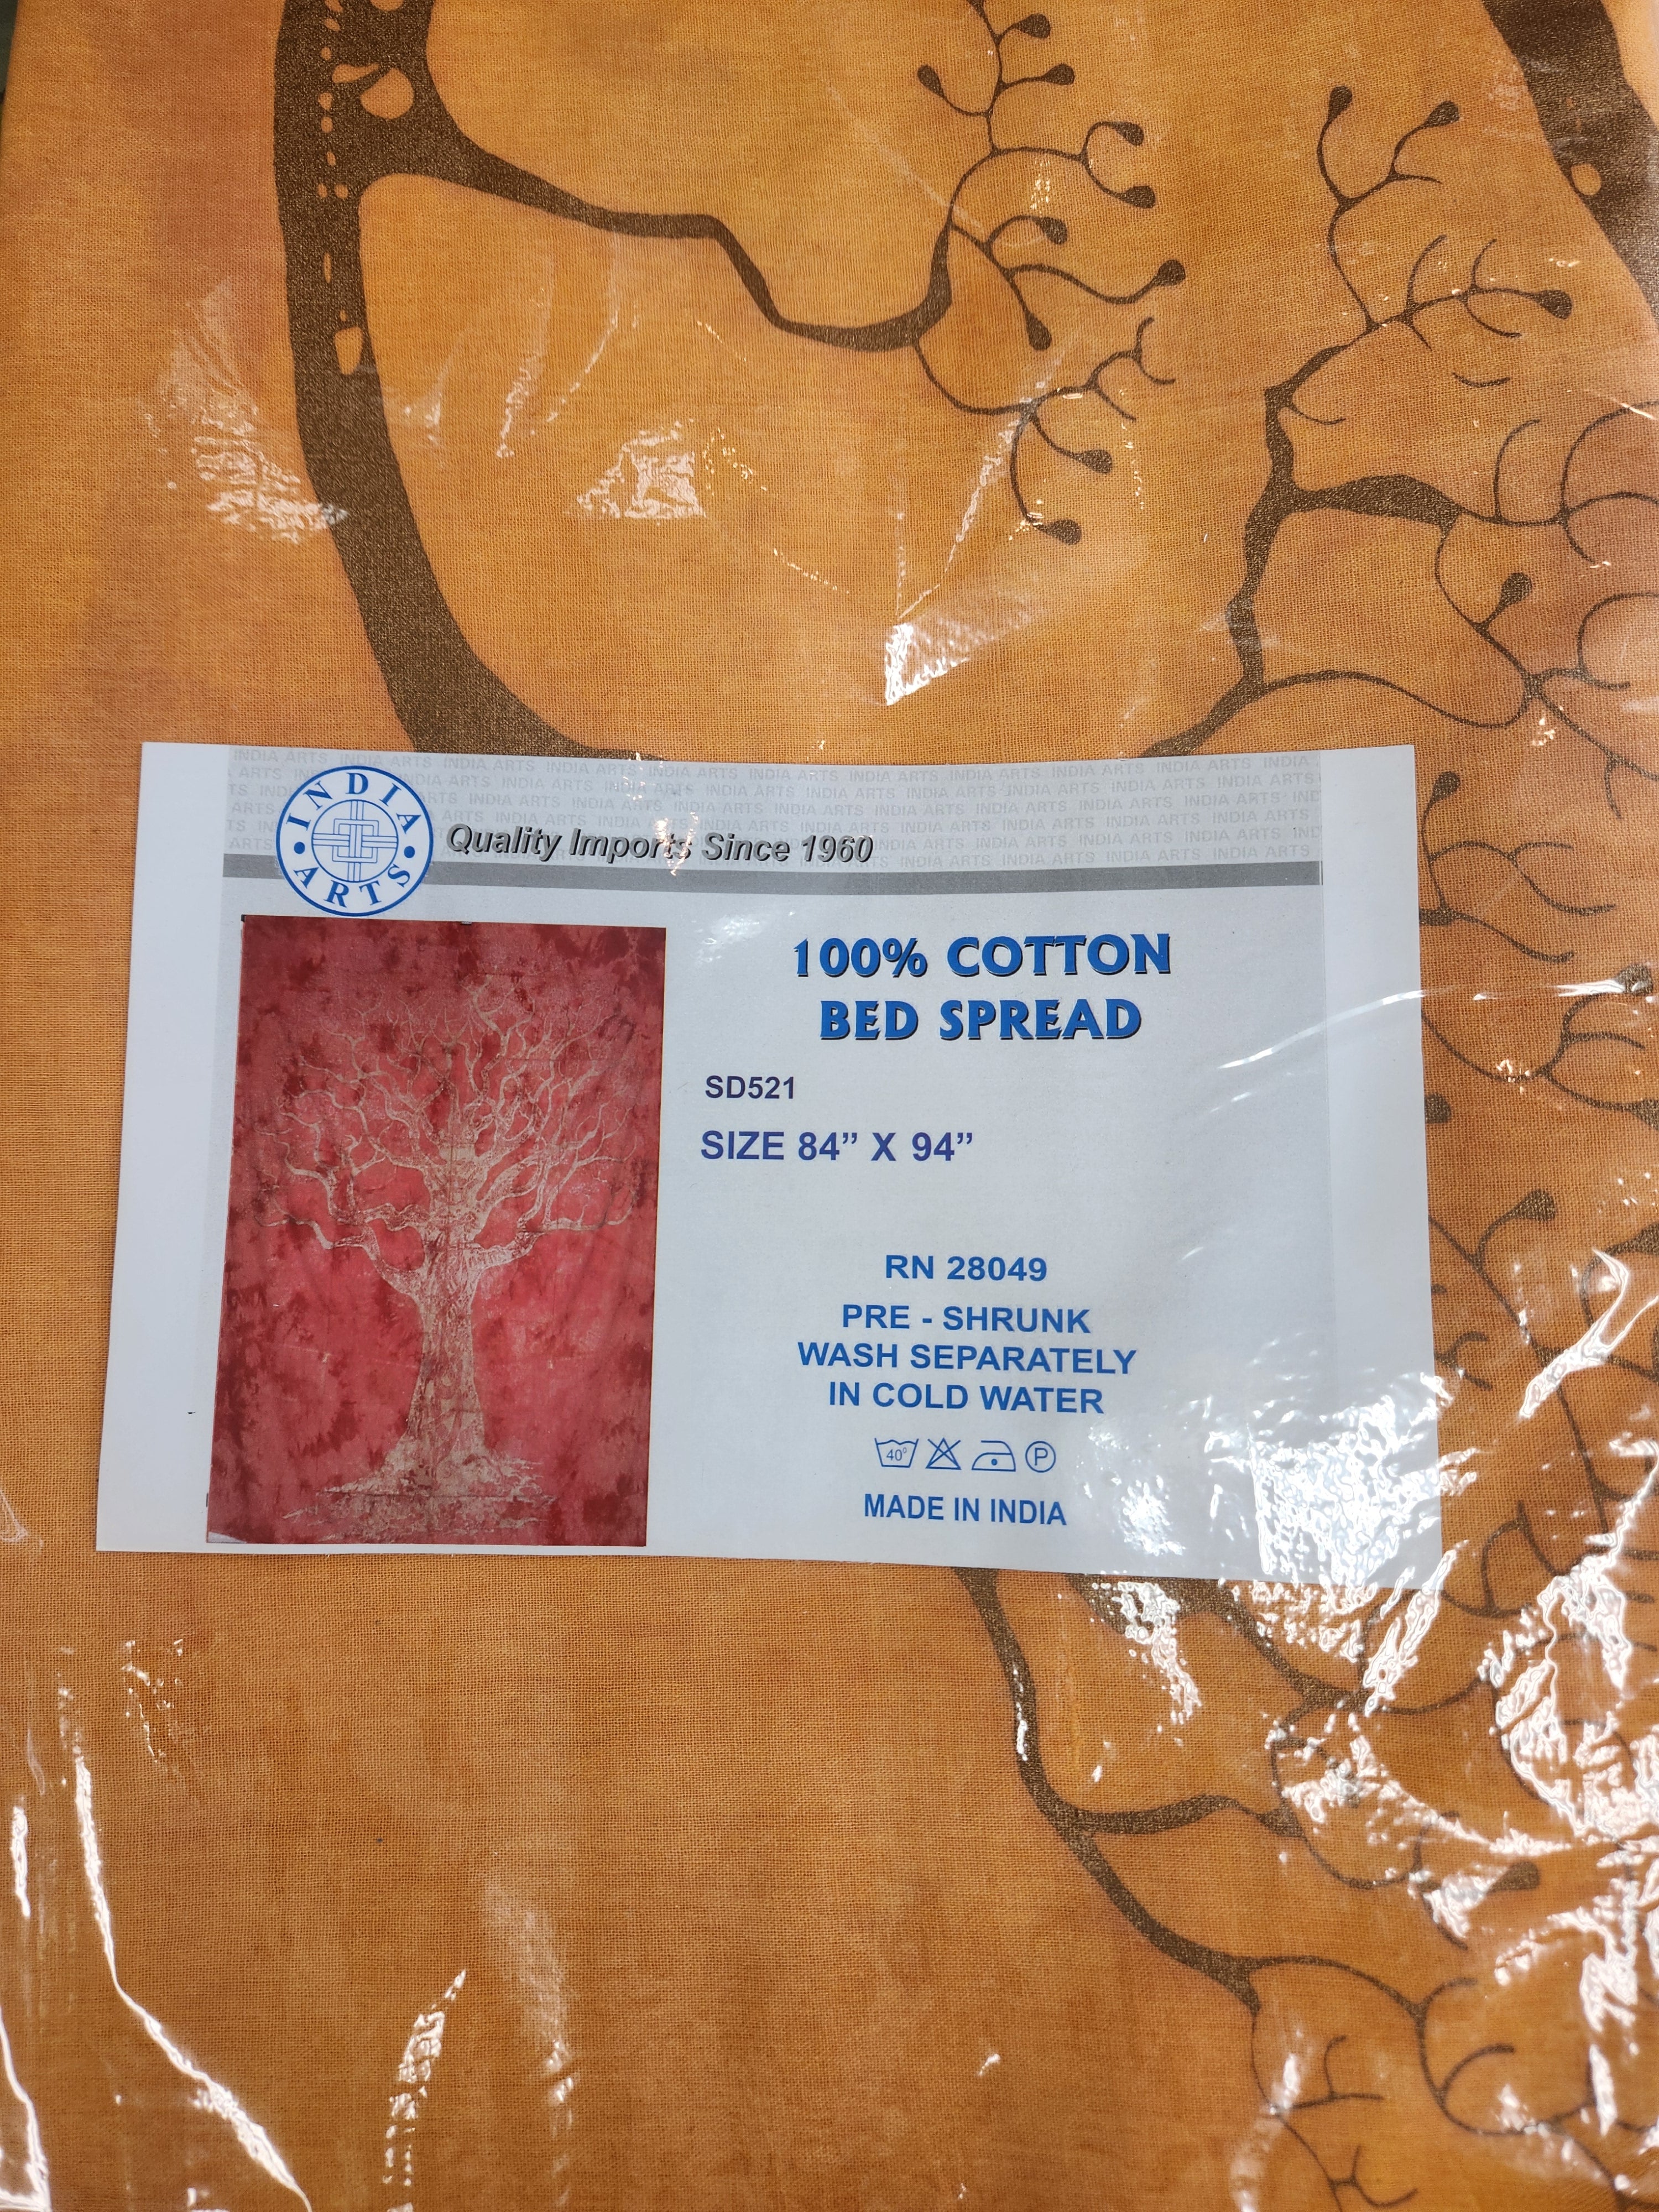 INDIA ARTS INDIA ARTS INDIA ARTS INDIA ARTS INDIA ARTS INDIA ARTS INDIA ARTS INDIA ARTS INDIA ARTS INDIA ARTS INDIA
INDIA ARTS
Quality Imports Since 1960
100% COTTON
BED SPREAD
SD521
SIZE 84” X 94”
RN 28049
PRE - SHRUNK
WASH SEPARATELY
IN COLD WATER
40° P
MADE IN INDIA